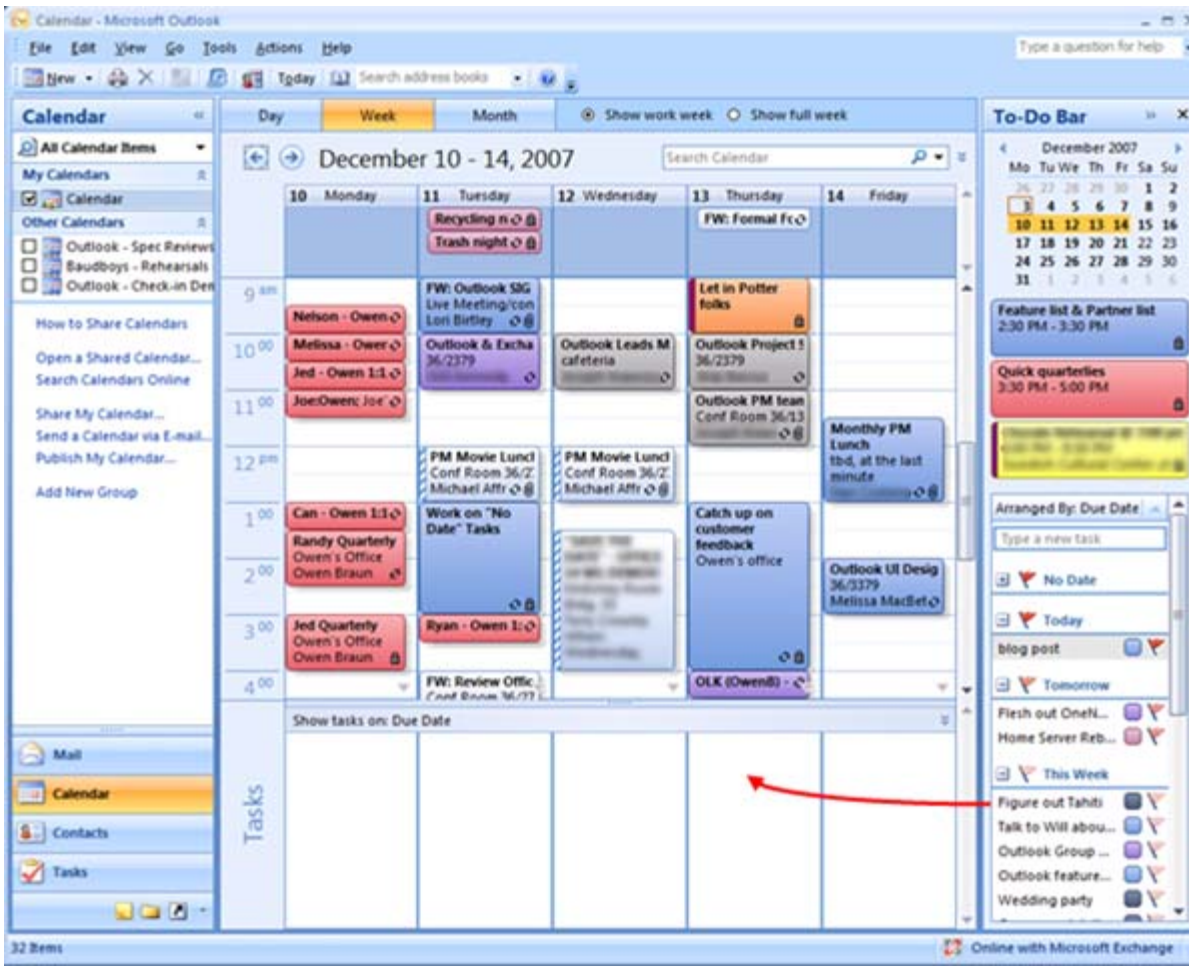 Calendar - Microsoft Outlook
File Edit View Go Tools Actions Help
Type a question for help
New Today Search address books
Calendar
All Calendar Items
My Calendars
Calendar
Other Calendars
Outlook - Spec Reviews
Baudboys - Rehearsals
Outlook - Check-in Den
How to Share Calendars
Open a Shared Calendar...
Search Calendars Online
Share My Calendar...
Send a Calendar via E-mail...
Publish My Calendar...
Add New Group
Mail
Calendar
Contacts
Tasks
Day Week Month Show work week Show full week
December 10 - 14, 2007
Search Calendar
10 Monday 11 Tuesday 12 Wednesday 13 Thursday 14 Friday
Recycling n
Trash night
FW: Formal Fc
9 am
10 00
11 00
12 pm
1 00
2 00
3 00
4 00
Nelson - Owen
Melissa - Ower
Jed - Owen 1:1
Joe:Owen; Joe'
Can - Owen 1:1
Randy Quarterly
Owen's Office
Owen Braun
Jed Quarterly
Owen's Office
Owen Braun
FW: Outlook SIG
Live Meeting/con
Lori Birtley
Outlook & Excha
36/2379
PM Movie Luncl
Conf Room 36/2
Michael Affr
Work on "No
Date" Tasks
Ryan - Owen 1:
FW: Review Offic
Conf Room 36/27
Outlook Leads M
cafeteria
PM Movie Luncl
Conf Room 36/2
Michael Affr
Let in Potter
folks
Outlook Project S
36/2379
Outlook PM tean
Conf Room 36/13
Catch up on
customer
feedback
Owen's office
OLK (Owen8) -
Monthly PM
Lunch
tbd, at the last
minute
Outlook UI Desig
36/3379
Melissa MacBet
Show tasks on: Due Date
Tasks
To-Do Bar
December 2007
Mo Tu We Th Fr Sa Su
26 27 28 29 30 1 2
3 4 5 6 7 8 9
10 11 12 13 14 15 16
17 18 19 20 21 22 23
24 25 26 27 28 29 30
31 1 2 3 4 5 6
Feature list & Partner list
2:30 PM - 3:30 PM
Quick quarterlies
3:30 PM - 5:00 PM
Arranged By: Due Date
Type a new task
No Date
Today
blog post
Tomorrow
Flesh out OneN...
Home Server Reb...
This Week
Figure out Tahiti
Talk to Will abou...
Outlook Group ...
Outlook feature...
Wedding party
32 Items
Online with Microsoft Exchange